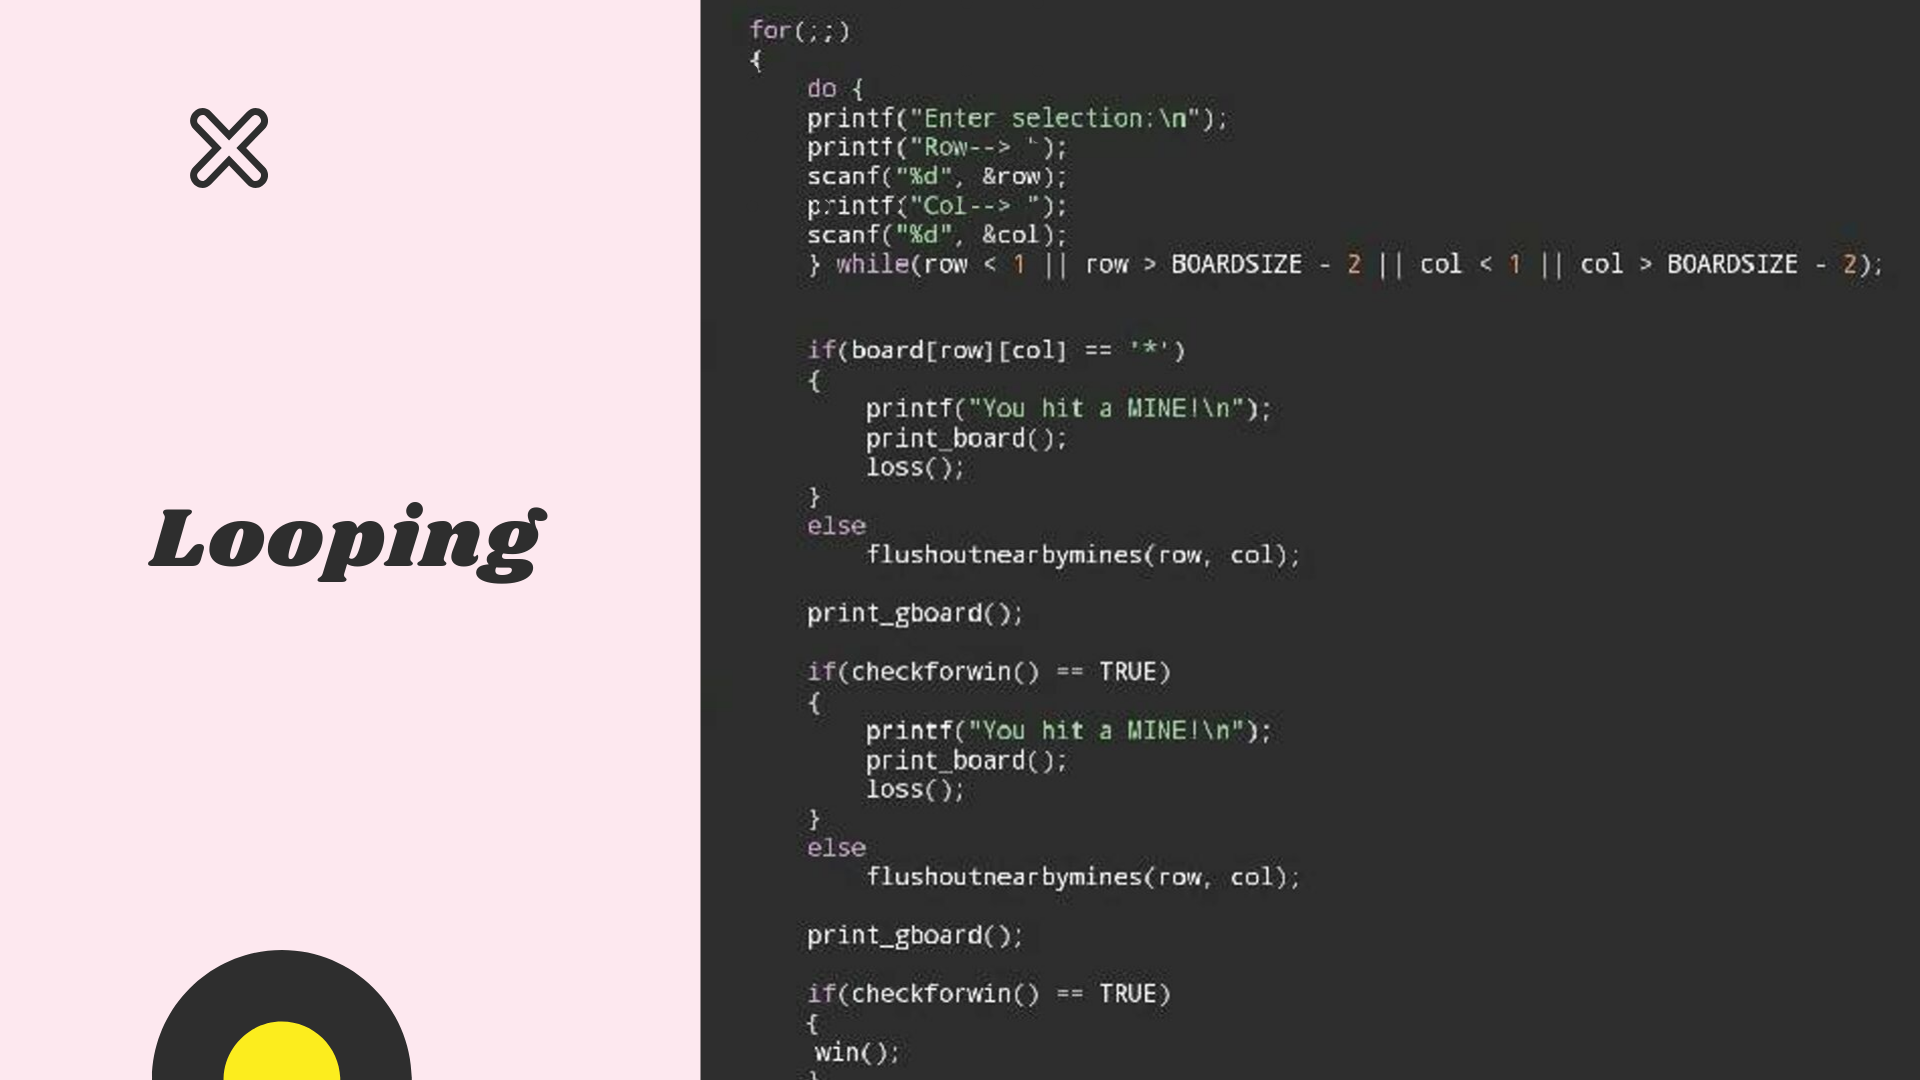 Looping
for(;;)
{
do {
printf("Enter selection:\n");
printf("Row--> ");
scanf("%d", &row);
printf("Col--> ");
scanf("%d", &col);
} while(row < 1 || row > BOARDSIZE - 2 || col < 1 || col > BOARDSIZE - 2);
if(board[row][col] == '*')
{
printf("You hit a MINE!\n");
print_board();
loss();
}
else
flushoutnearbymines(row, col);
print_gboard();
if(checkforwin() == TRUE)
{
printf("You hit a MINE!\n");
print_board();
loss();
}
else
flushoutnearbymines(row, col);
print_gboard();
if(checkforwin() == TRUE)
{
win();
}